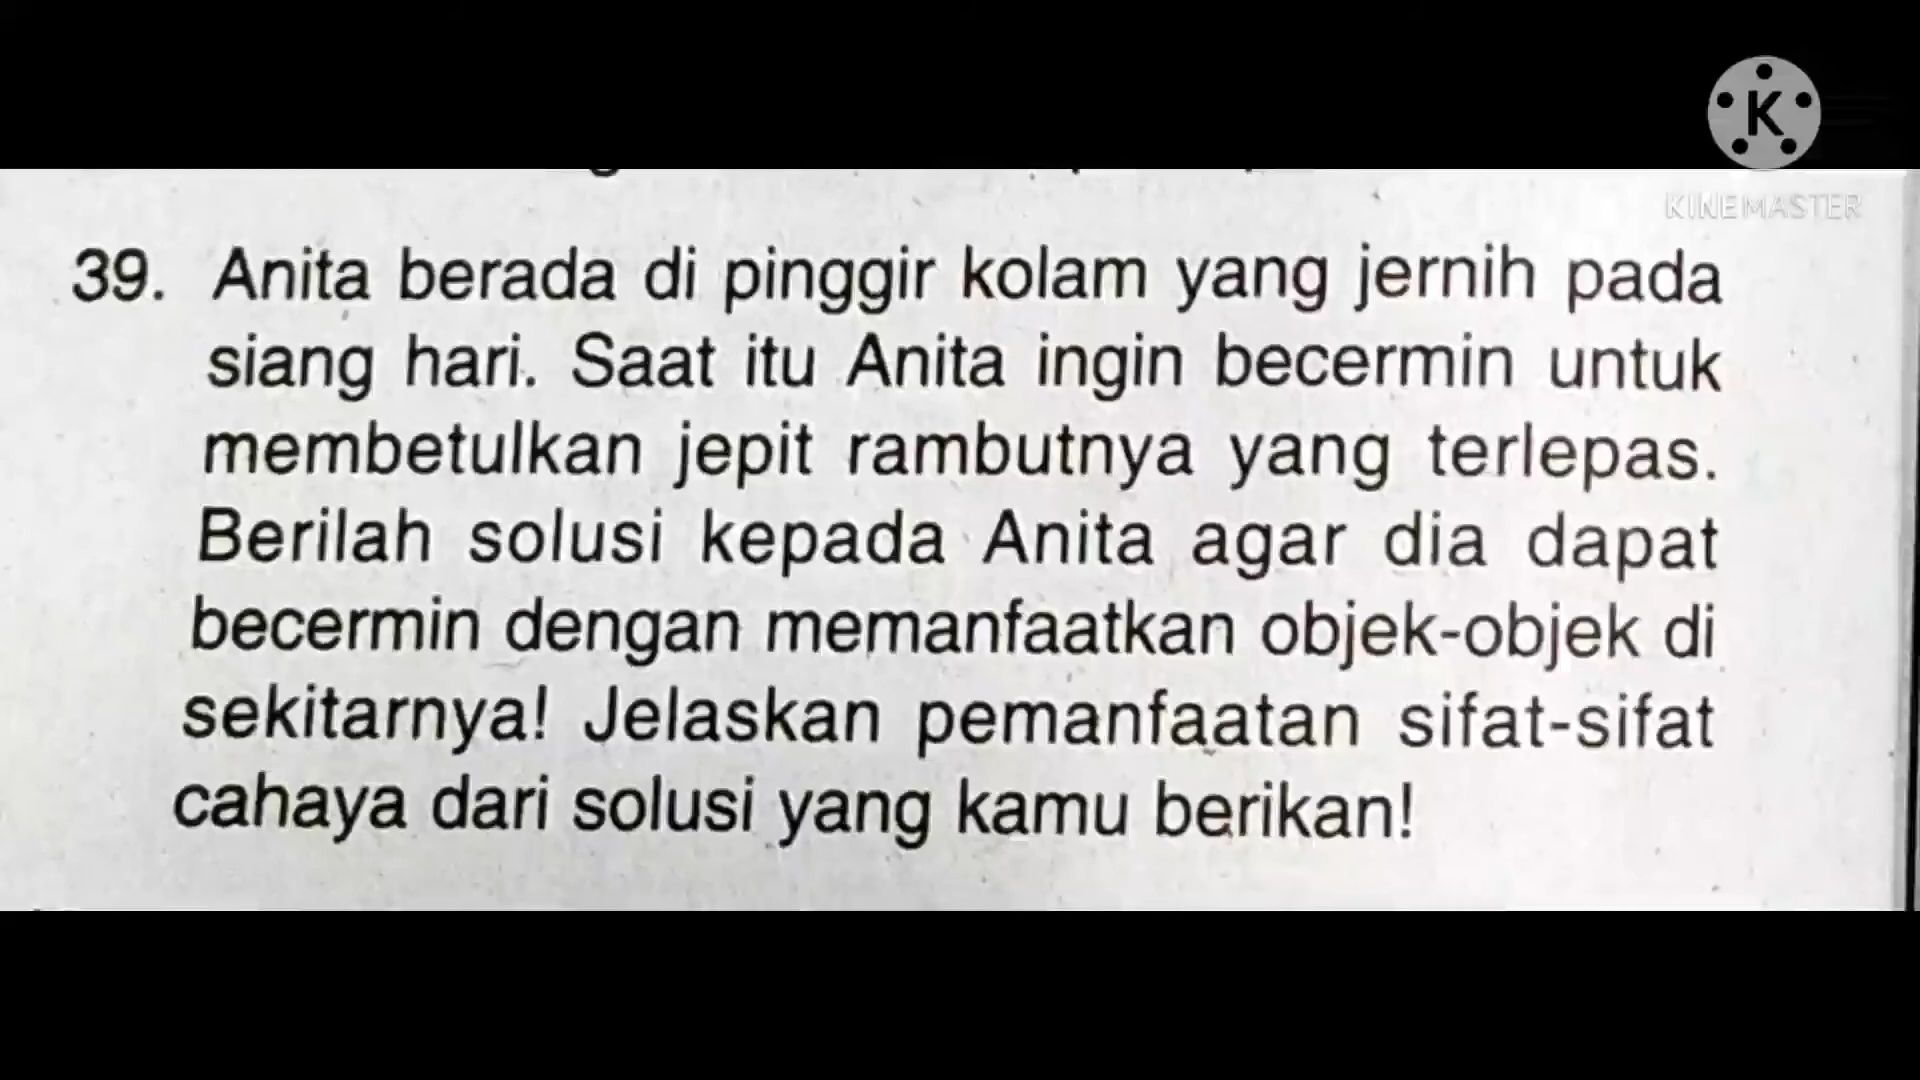 K
KINEMASTER
39. Anita berada di pinggir kolam yang jernih pada
siang hari. Saat itu Anita ingin becermin untuk
membetulkan jepit rambutnya yang terlepas.
Berilah solusi kepada Anita agar dia dapat
becermin dengan memanfaatkan objek-objek di
sekitarnya! Jelaskan pemanfaatan sifat-sifat
cahaya dari solusi yang kamu berikan!